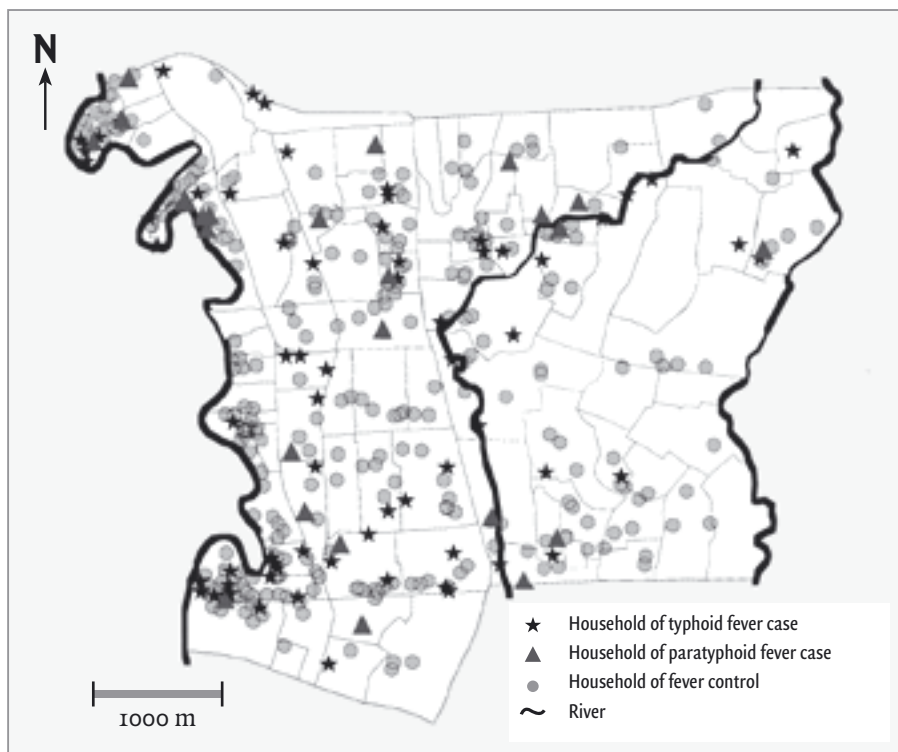 N
Household of typhoid fever case
Household of paratyphoid fever case
Household of fever control
River
1000 m